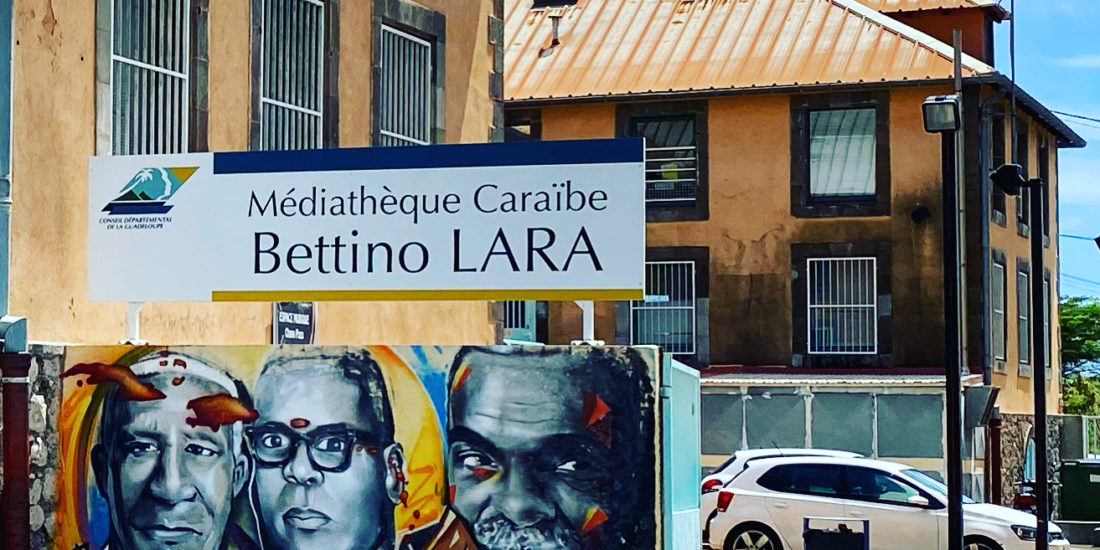 CONSEIL DÉPARTEMENTAL
DE LA GUADELOUPE
Médiathèque Caraïbe
Bettino LARA